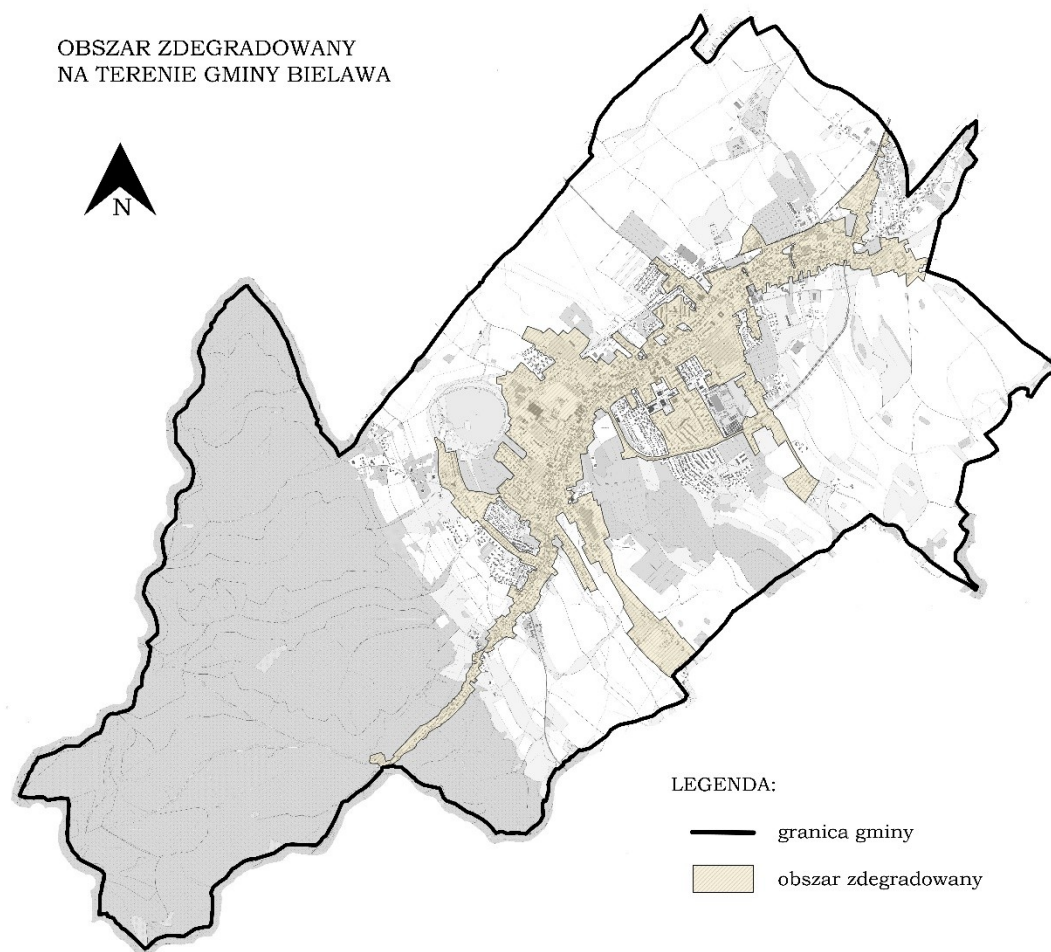 OBSZAR ZDEGRADOWANY
NA TERENIE GMINY BIELAWA
N
LEGENDA:
granica gminy
obszar zdegradowany